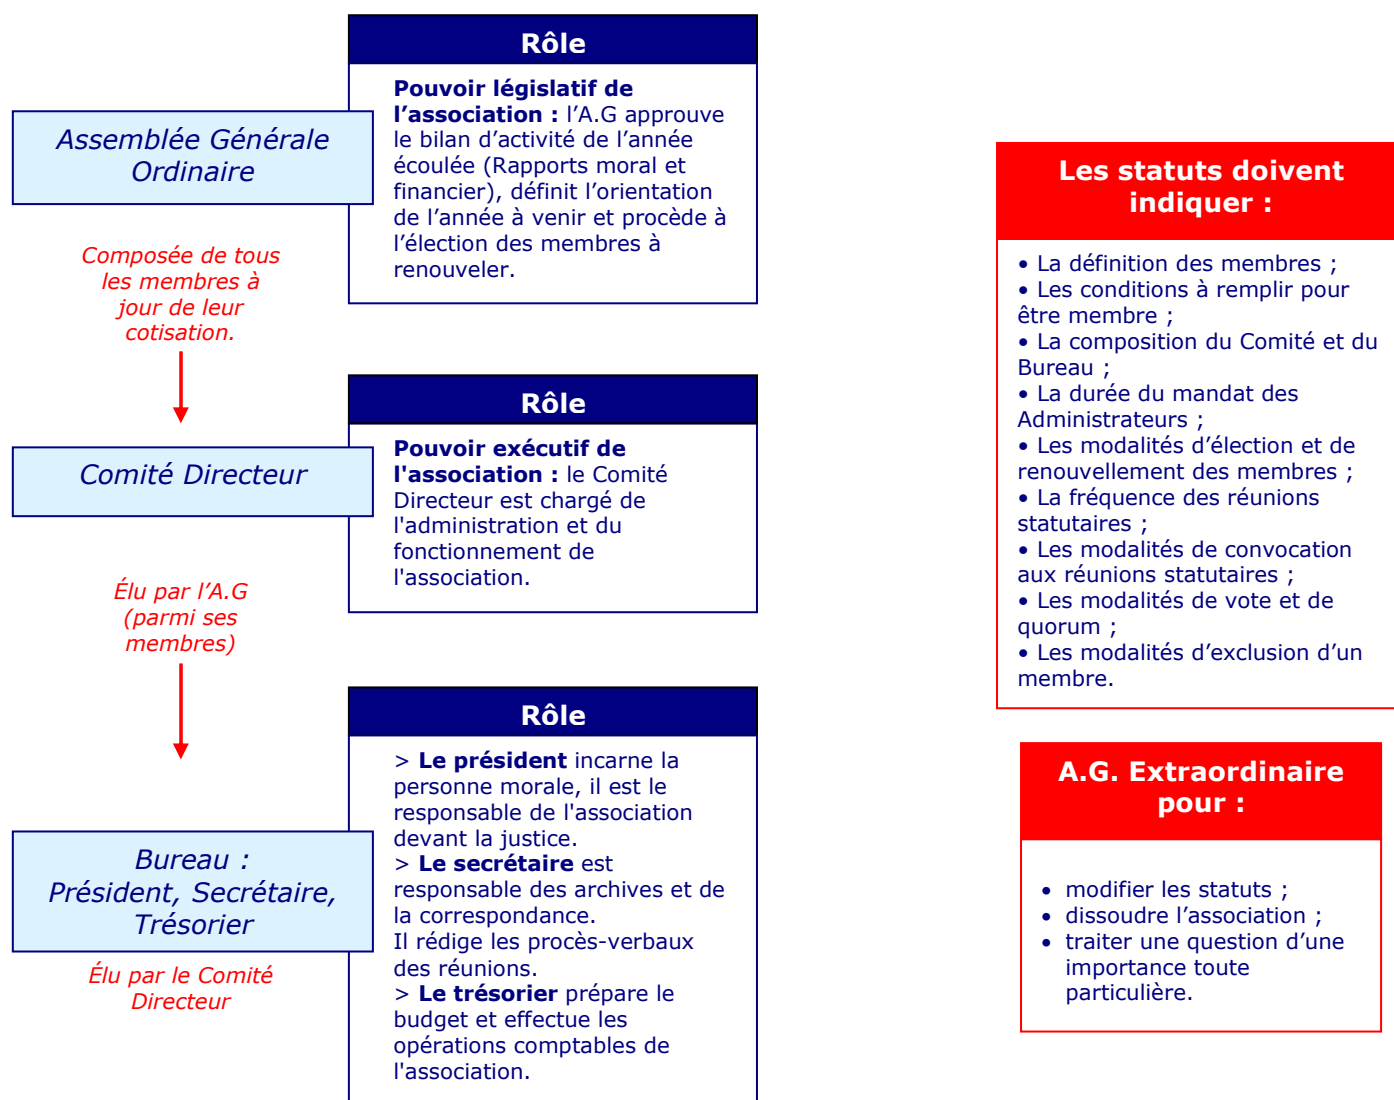 Rôle
Pouvoir législatif de
l’association : l’A.G approuve
le bilan d’activité de l’année
écoulée (Rapports moral et
financier), définit l’orientation
de l’année à venir et procède à
l’élection des membres à
renouveler.
Assemblée Générale
Ordinaire
Composée de tous
les membres à
jour de leur
cotisation.
Rôle
Pouvoir exécutif de
l'association : le Comité
Directeur est chargé de
l'administration et du
fonctionnement de
l'association.
Comité Directeur
Élu par l’A.G
(parmi ses
membres)
Rôle
> Le président incarne la
personne morale, il est le
responsable de l'association
devant la justice.
> Le secrétaire est
responsable des archives et de
la correspondance.
Il rédige les procès-verbaux
des réunions.
> Le trésorier prépare le
budget et effectue les
opérations comptables de
l'association.
Bureau :
Président, Secrétaire,
Trésorier
Élu par le Comité
Directeur
Les statuts doivent
indiquer :
• La définition des membres ;
• Les conditions à remplir pour
être membre ;
• La composition du Comité et du
Bureau ;
• La durée du mandat des
Administrateurs ;
• Les modalités d’élection et de
renouvellement des membres ;
• La fréquence des réunions
statutaires ;
• Les modalités de convocation
aux réunions statutaires ;
• Les modalités de vote et de
quorum ;
• Les modalités d’exclusion d’un
membre.
A.G. Extraordinaire
pour :
• modifier les statuts ;
• dissoudre l’association ;
• traiter une question d’une
importance toute
particulière.